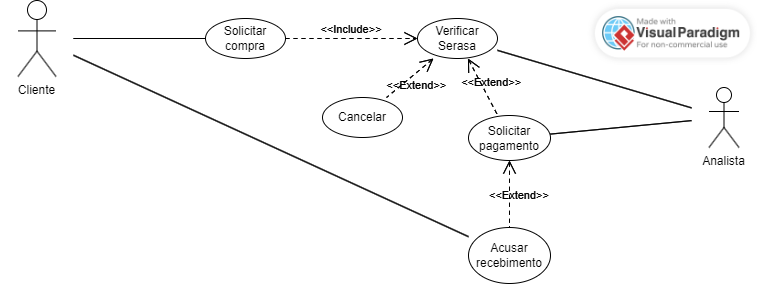 Made with
Visual Paradigm
For non-commercial use
Solicitar
compra
<<Include>>
Verificar
Serasa
Cliente
<<Extend>>
<<Extend>>
Cancelar
Solicitar
pagamento
Analista
<<Extend>>
Acusar
recebimento